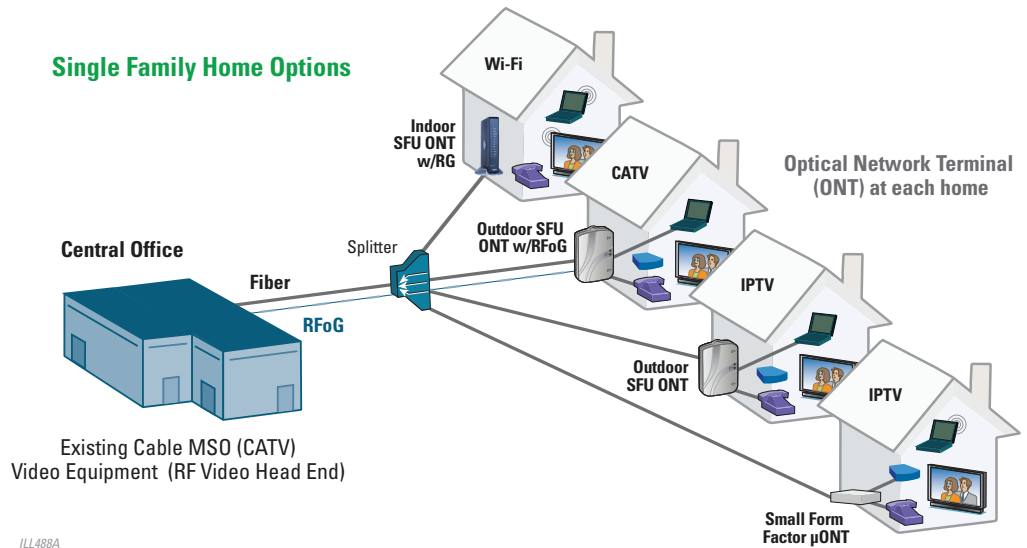 Single Family Home Options
Wi-Fi
Indoor
SFU ONT
w/RG
CATV
Optical Network Terminal
(ONT) at each home
Outdoor SFU
ONT w/RFoG
Splitter
Central Office
Fiber
RFoG
IPTV
Outdoor
SFU ONT
IPTV
Existing Cable MSO (CATV)
Video Equipment (RF Video Head End)
Small Form
Factor µONT
ILL488A